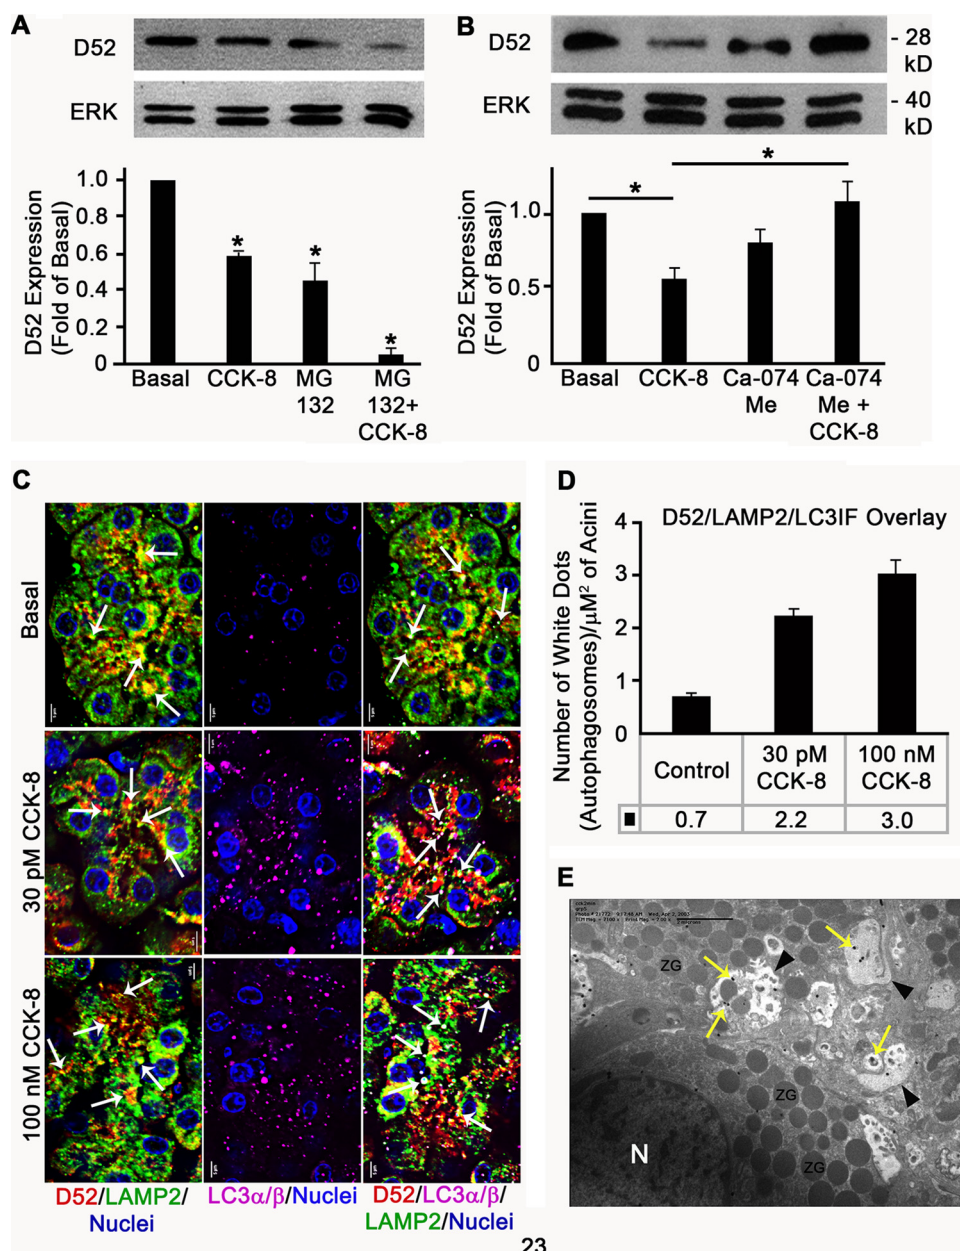 A
D52
ERK
1.0
0.8
0.6
0.4
0.2
0
D52 Expression
(Fold of Basal)
*
*
*
Basal
CCK-8
MG
132
MG
132+
CCK-8
B
D52
- 28
kD
ERK
- 40
kD
*
*
1.0
0.5
0
D52 Expression
(Fold of Basal)
Basal
CCK-8
Ca-074
Me
Ca-074
Me +
CCK-8
C
Basal
30 pM CCK-8
100 nM CCK-8
D52/LAMP2/
Nuclei
LC3α/β/Nuclei
D52/LC3α/β/
LAMP2/Nuclei
D
D52/LAMP2/LC3IF Overlay
4
3
2
1
0
Number of White Dots
(Autophagosomes)/µM² of Acini
Control
30 pM
CCK-8
100 nM
CCK-8
0.7
2.2
3.0
E
ZG
ZG
ZG
N
23